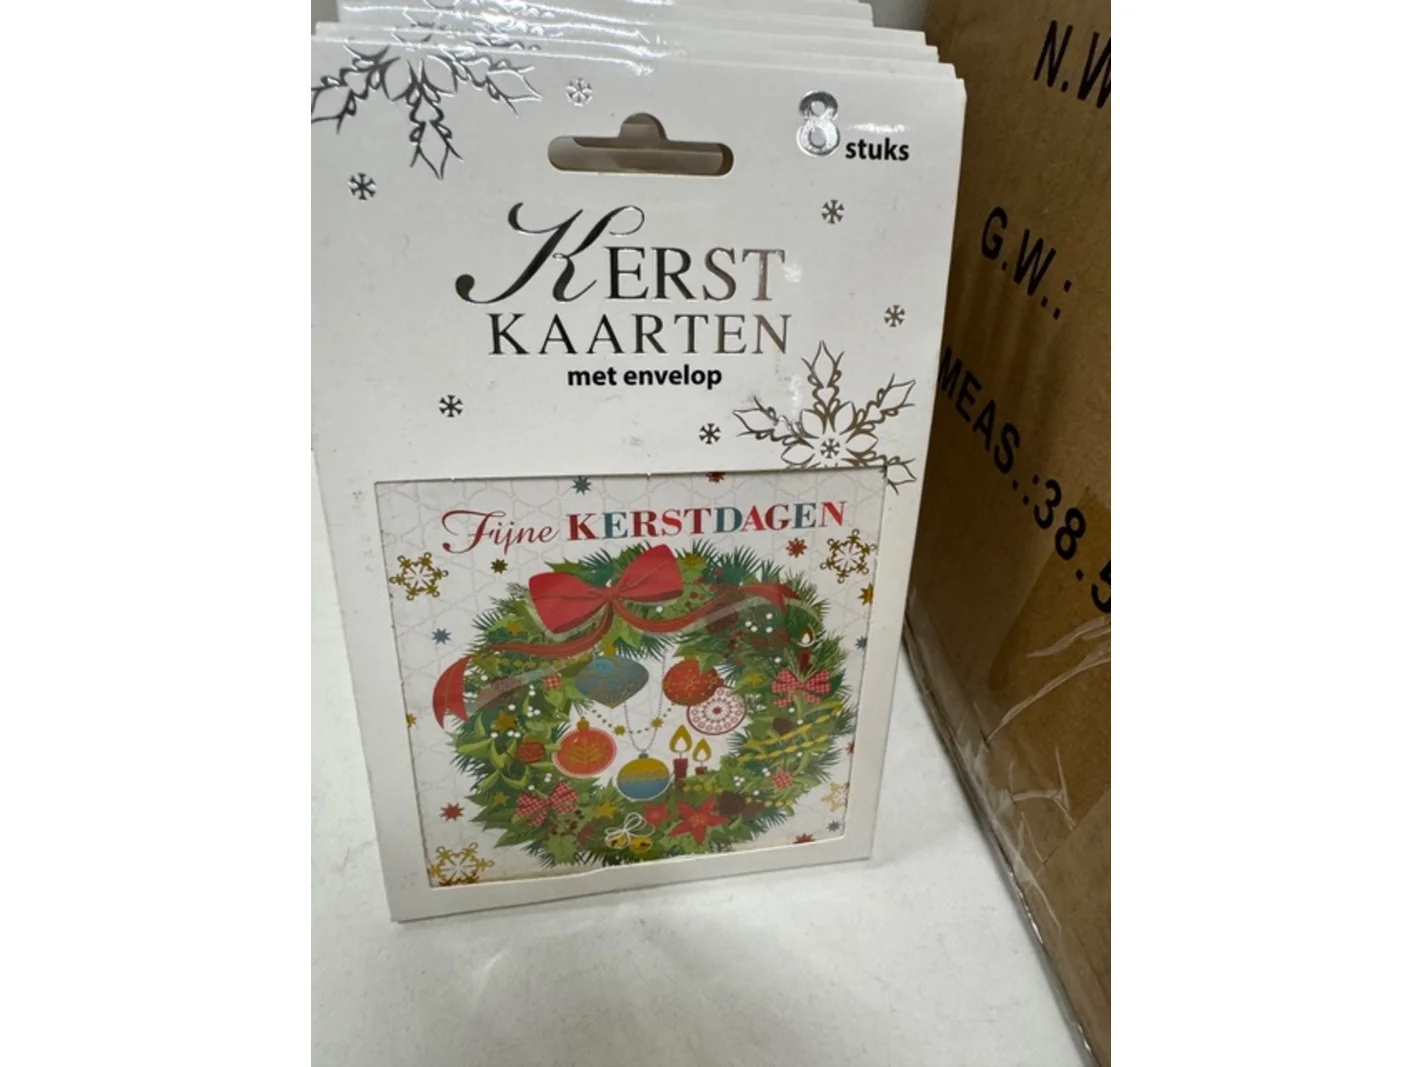 8 stuks
KERST
KAARTEN
met envelop
Fijne KERSTDAGEN
N.W
G.W.:
MEAS.:38.5